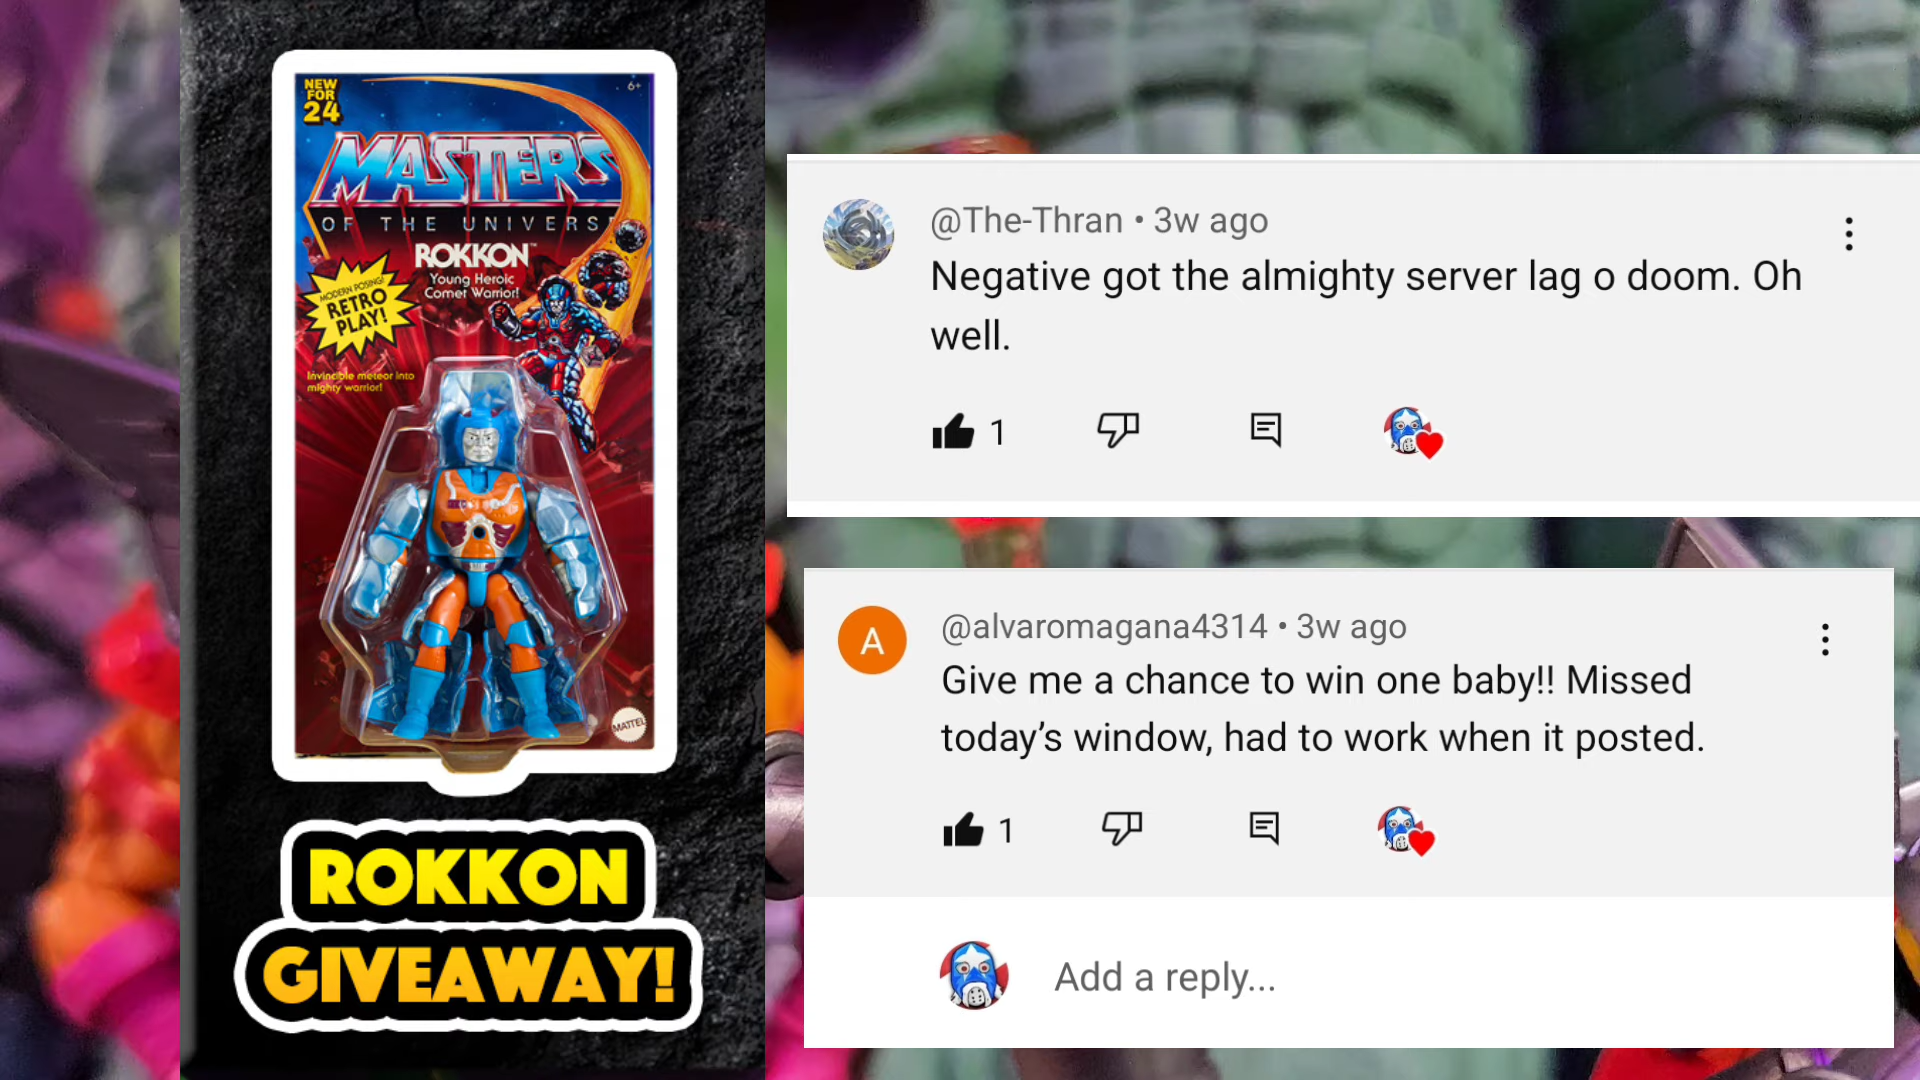 NEW
FOR
24
6+
MASTERS
OF THE UNIVERS
ROKKON™
Young Heroic
Comet Warrior!
MODERN POSING!
RETRO
PLAY!
Invincible meteor into
mighty warrior!
MATTEL
ROKKON
GIVEAWAY!
@The-Thran • 3w ago
Negative got the almighty server lag o doom. Oh
well.
1
A
@alvaromagana4314 • 3w ago
Give me a chance to win one baby!! Missed
today’s window, had to work when it posted.
1
Add a reply...